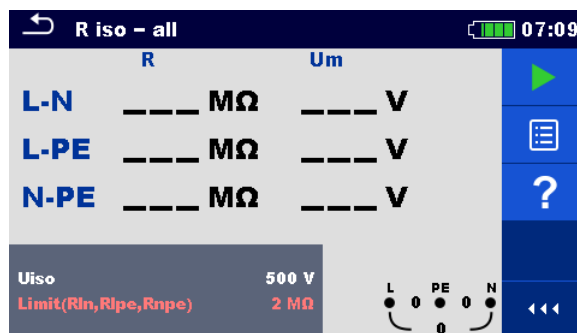 R iso – all 07:09
R Um
L-N ___ MΩ ___ V
L-PE ___ MΩ ___ V
N-PE ___ MΩ ___ V
?
Uiso 500 V
Limit(Rln,Rlpe,Rnpe) 2 MΩ
L PE N
0 0
0